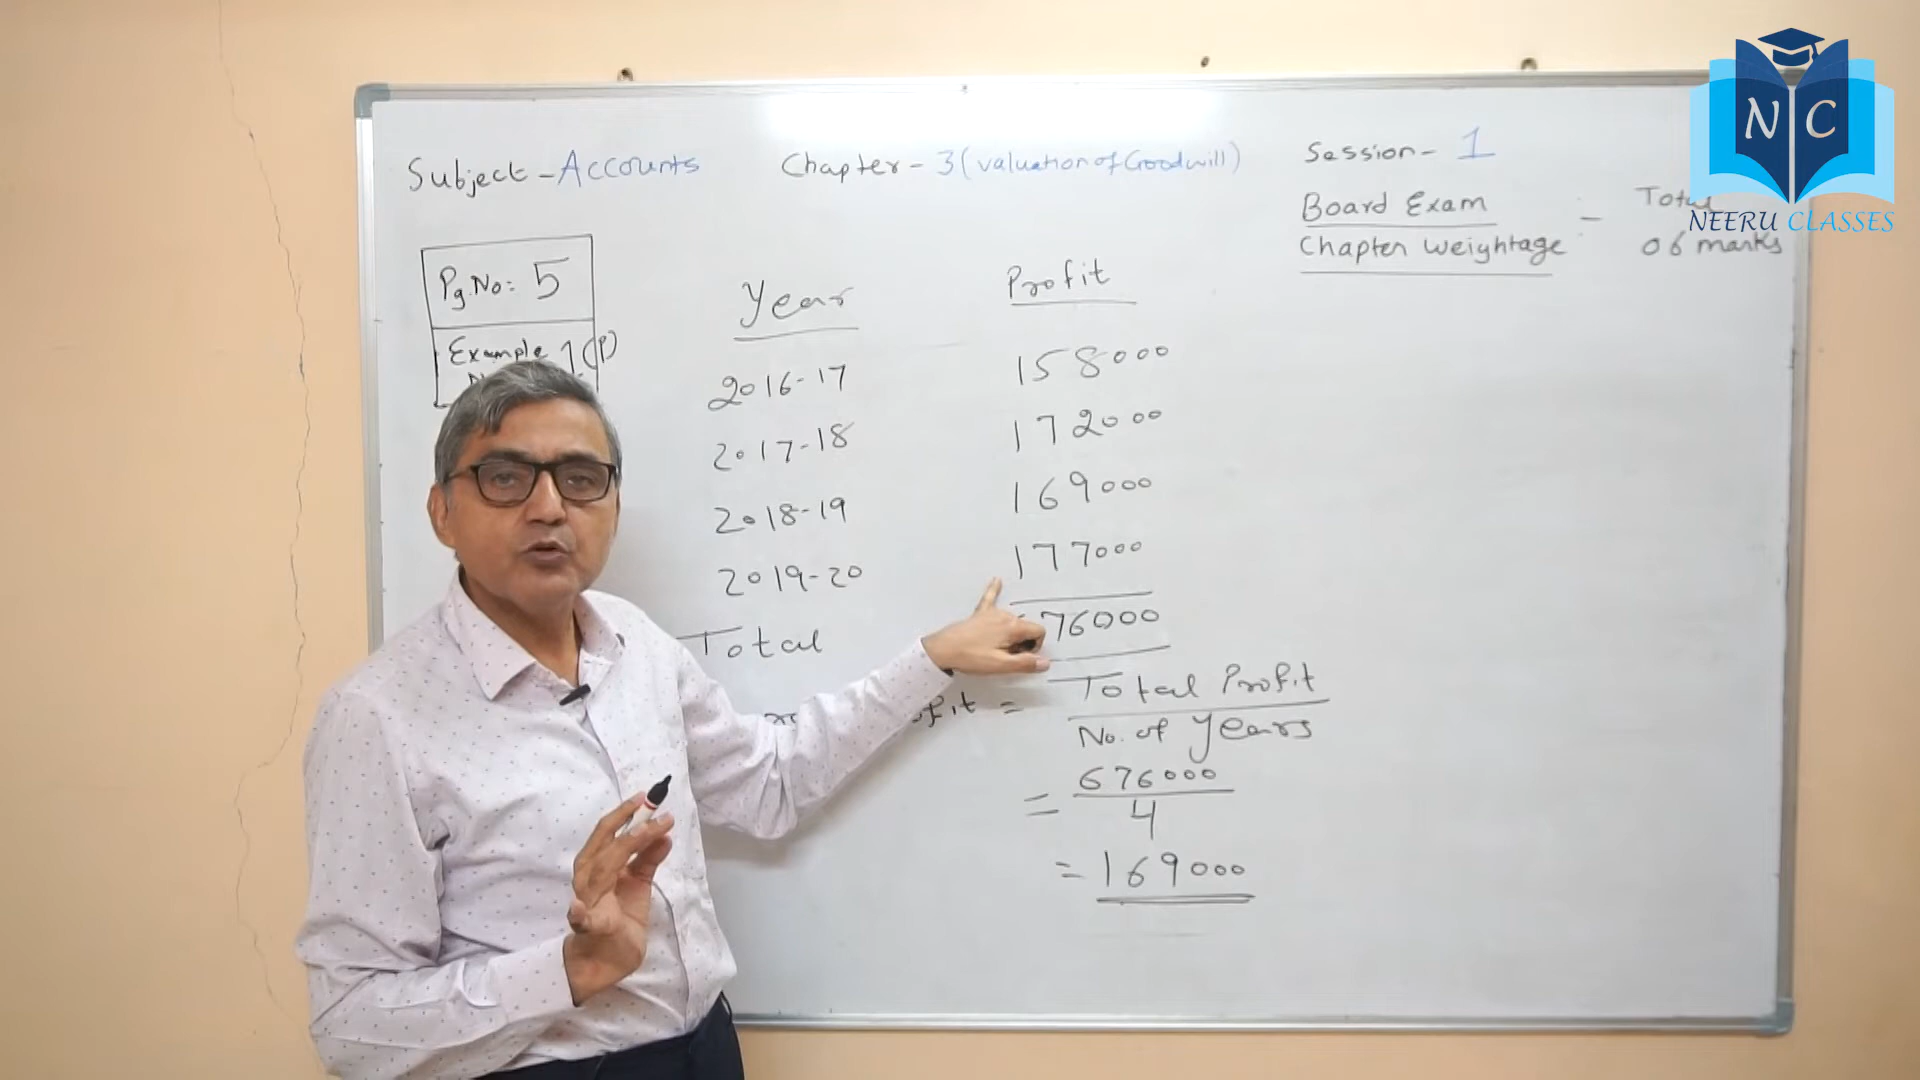 Subject - Accounts Chapter - 3 (valuation of Goodwill) Session - 1
Board Exam
Chapter Weightage - Total 06 marks
N C
NEERU CLASSES
Pg.No: 5
Example 1 (P)
Year Profit
2016-17 158000
2017-18 172000
2018-19 169000
2019-20 177000
Total 76000
= Total Profit
No. of Years
= 676000
4
= 169000